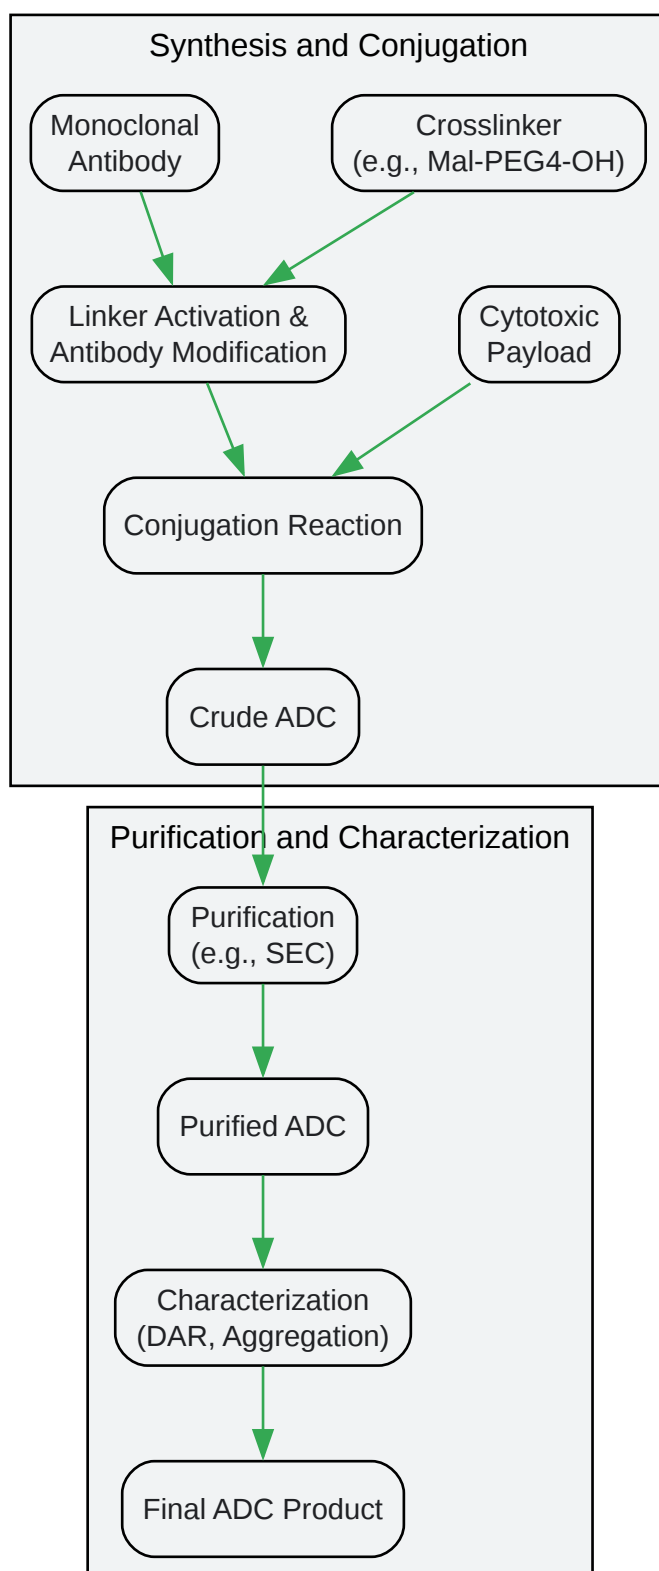 Synthesis and Conjugation
Monoclonal
Antibody
Crosslinker
(e.g., Mal-PEG4-OH)
Linker Activation &
Antibody Modification
Cytotoxic
Payload
Conjugation Reaction
Crude ADC
Purification and Characterization
Purification
(e.g., SEC)
Purified ADC
Characterization
(DAR, Aggregation)
Final ADC Product